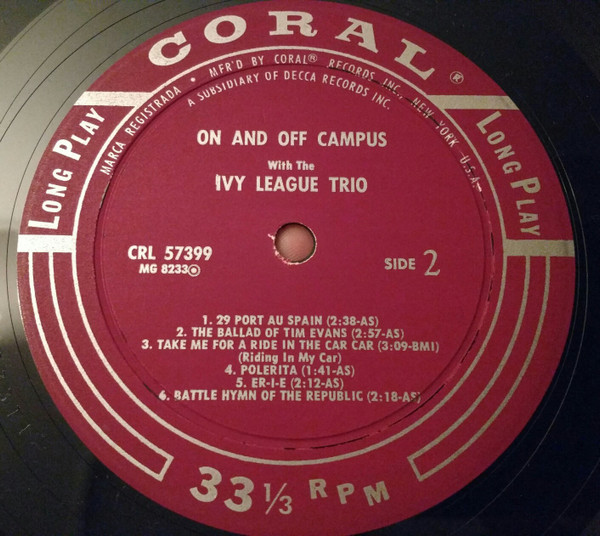 CORAL®
LONG PLAY
LONG PLAY
MARCA REGISTRADA • MFR'D BY CORAL® RECORDS INC., NEW YORK, U.S.A.
A SUBSIDIARY OF DECCA RECORDS INC.
ON AND OFF CAMPUS
With The
IVY LEAGUE TRIO
CRL 57399
MG 8233
SIDE 2
1. 29 PORT AU SPAIN (2:38-AS)
2. THE BALLAD OF TIM EVANS (2:57-AS)
3. TAKE ME FOR A RIDE IN THE CAR CAR (3:09-BMI)
(Riding In My Car)
4. POLERITA (1:41-AS)
5. ER-I-E (2:12-AS)
6. BATTLE HYMN OF THE REPUBLIC (2:18-AS)
33 1/3 RPM